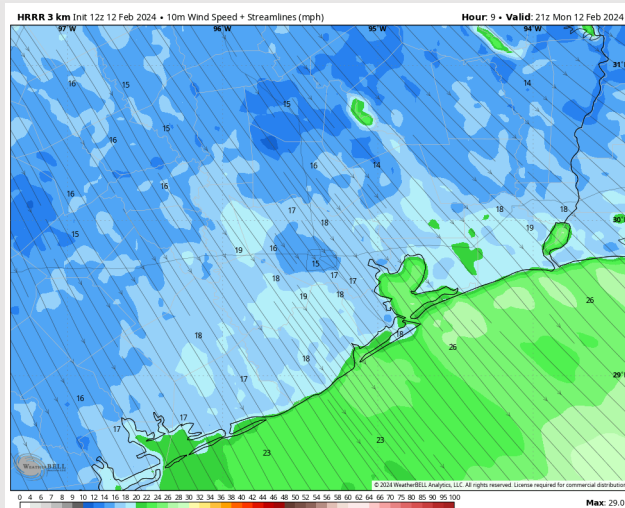 HRRR 3 km Init 12z 12 Feb 2024 • 10m Wind Speed + Streamlines (mph) Hour: 9 • Valid: 21z Mon 12 Feb 2024
97°W 96°W 95°W 94°W
31°
16 15 15 14
15
16
16 14
16 16
17 18 18 18
30°
15 19 16 19
15
18 17 17
19 18 26
18 18
26
18
29°
17
16
17 17
23 23
WeatherBELL
© 2024 WeatherBELL Analytics, LLC. All rights reserved. License required for commercial distribution
0 4 6 7 8 9 10 12 14 16 18 20 22 24 26 28 30 32 34 36 38 40 42 44 46 48 50 52 54 56 58 60 65 70 75 80 85 90 95 100
Max: 29.0